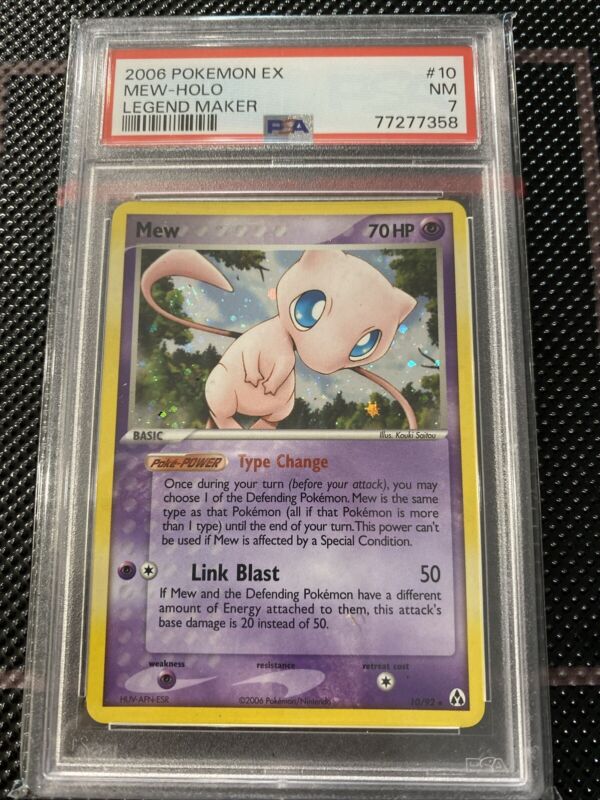 2006 POKEMON EX #10
MEW-HOLO NM
LEGEND MAKER 7
PSA 77277358
Mew 70 HP
BASIC Illus. Kouki Saitou
Poké-POWER Type Change
Once during your turn (before your attack), you may
choose 1 of the Defending Pokémon. Mew is the same
type as that Pokémon (all if that Pokémon is more
than 1 type) until the end of your turn. This power can't
be used if Mew is affected by a Special Condition.
Link Blast 50
If Mew and the Defending Pokémon have a different
amount of Energy attached to them, this attack's
base damage is 20 instead of 50.
weakness resistance retreat cost
HUV-AFN-ESR ©2006 Pokémon/Nintendo 10/92
PSA